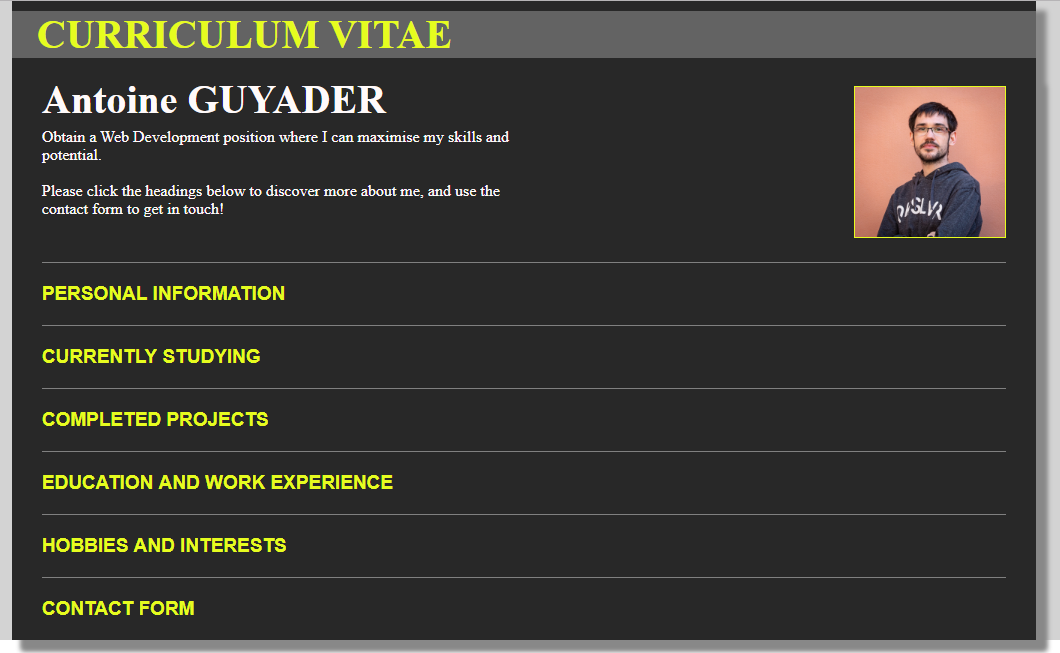 CURRICULUM VITAE
Antoine GUYADER
Obtain a Web Development position where I can maximise my skills and
potential.
Please click the headings below to discover more about me, and use the
contact form to get in touch!
PERSONAL INFORMATION
CURRENTLY STUDYING
COMPLETED PROJECTS
EDUCATION AND WORK EXPERIENCE
HOBBIES AND INTERESTS
CONTACT FORM